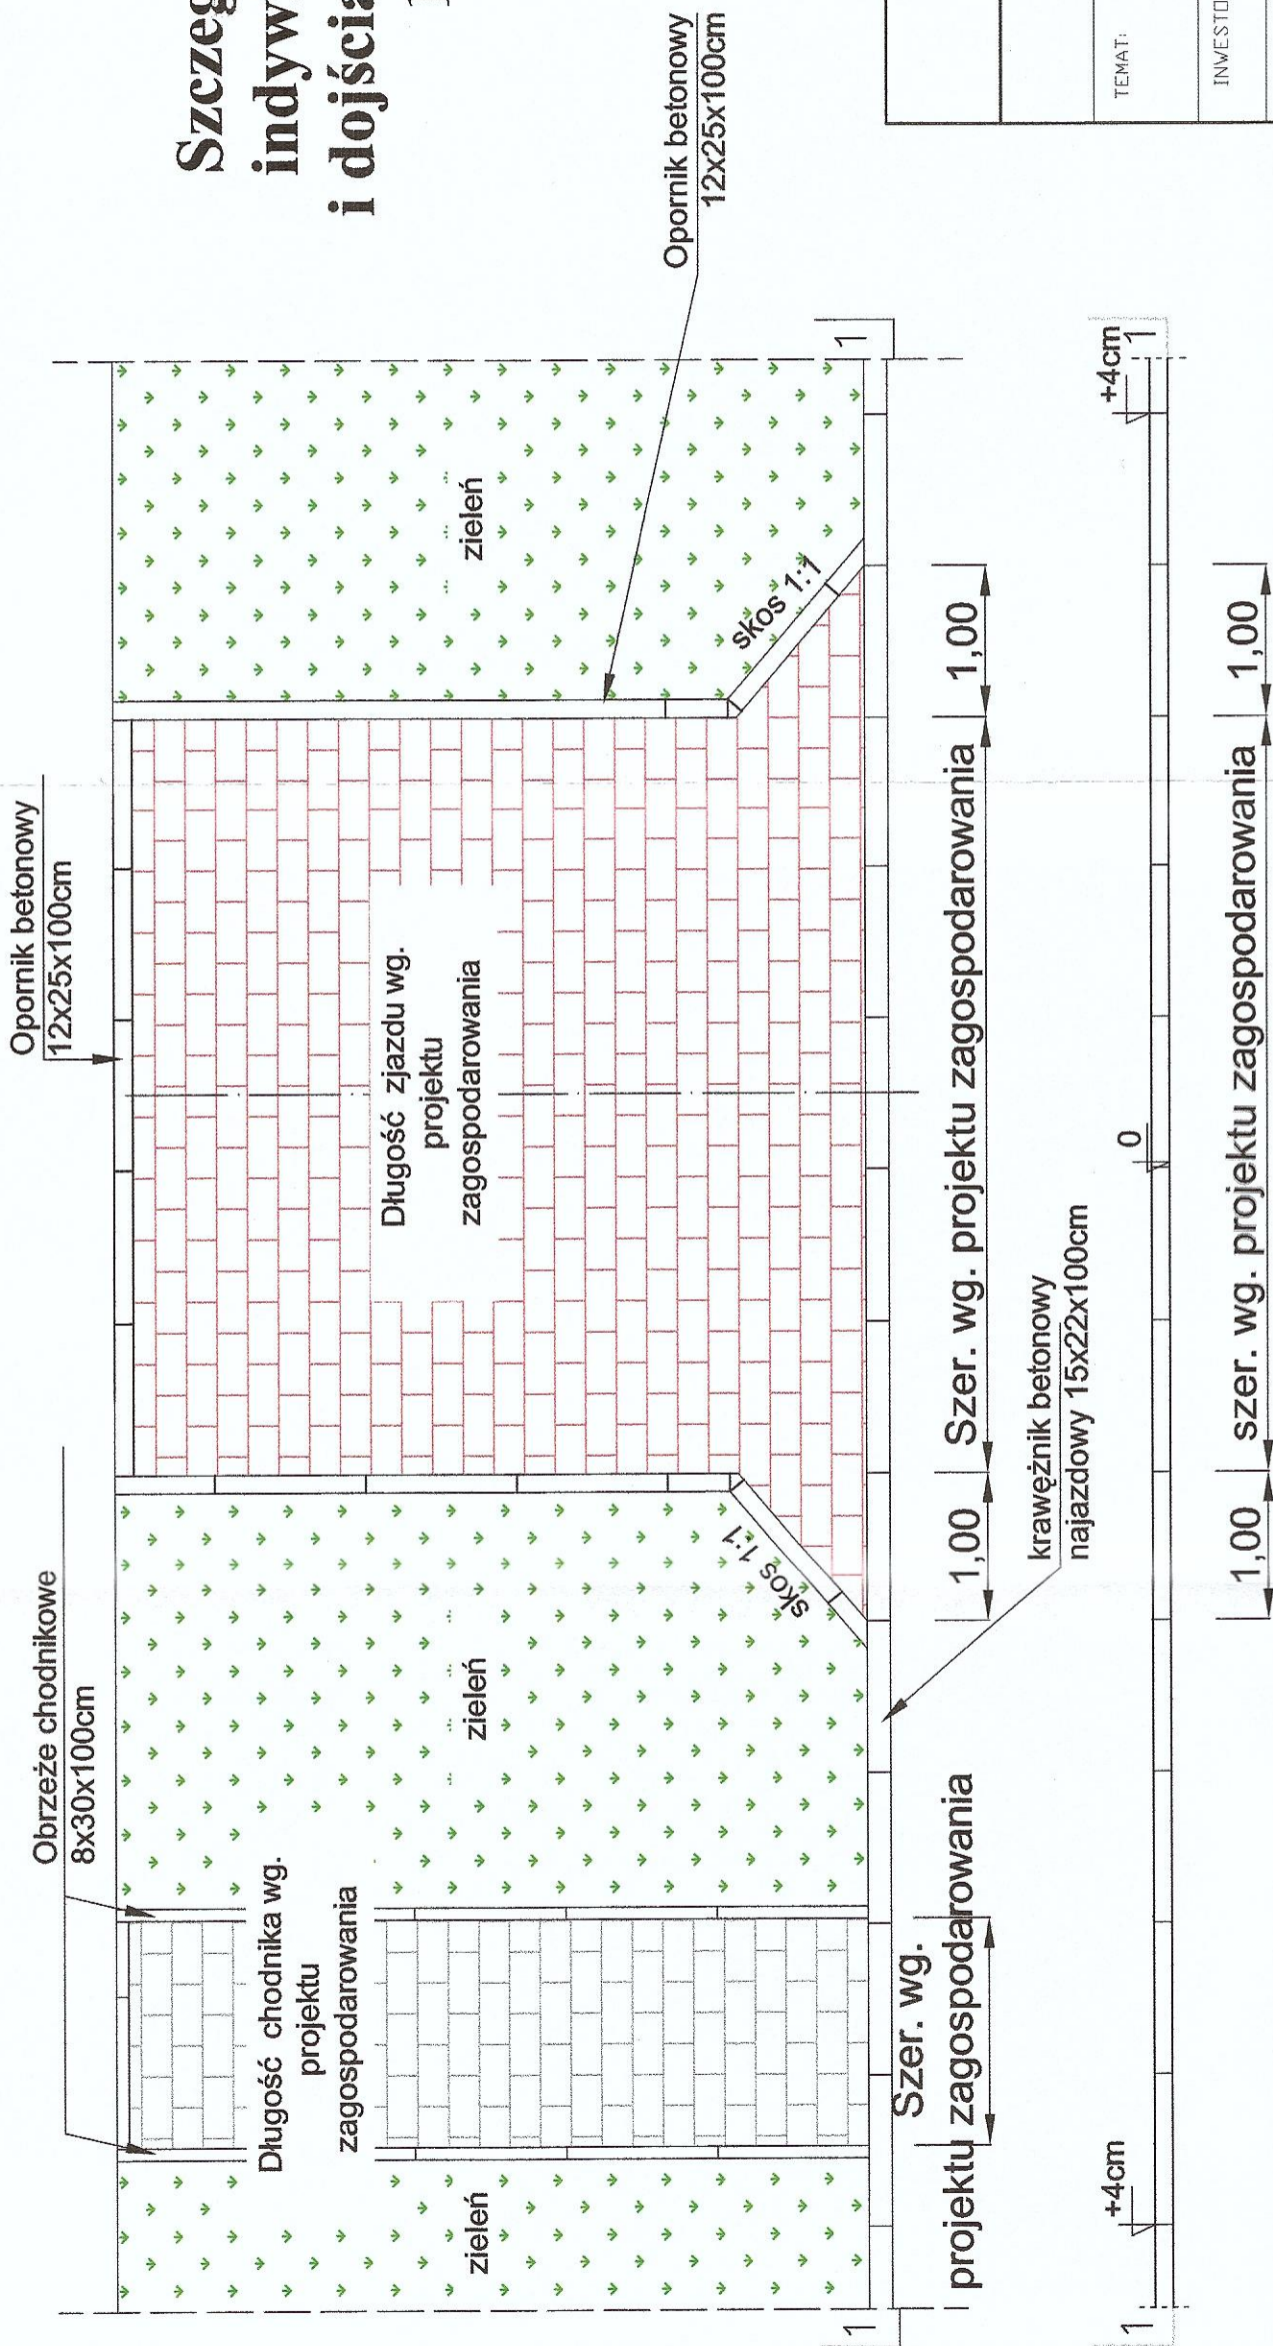 Szczeg
indyw
i dojścia
Obrzeże chodnikowe
8x30x100cm
Opornik betonowy
12x25x100cm
Opornik betonowy
12x25x100cm
Długość chodnika wg.
projektu
zagospodarowania
Długość zjazdu wg.
projektu
zagospodarowania
zieleń
zieleń
zieleń
skos 1:1
skos 1:1
1
1
Szer. wg.
projektu zagospodarowania
1,00
Szer. wg. projektu zagospodarowania
1,00
krawężnik betonowy
najazdowy 15x22x100cm
1
+4cm
0
+4cm
1
1,00
szer. wg. projektu zagospodarowania
1,00
TEMAT:
INWESTO